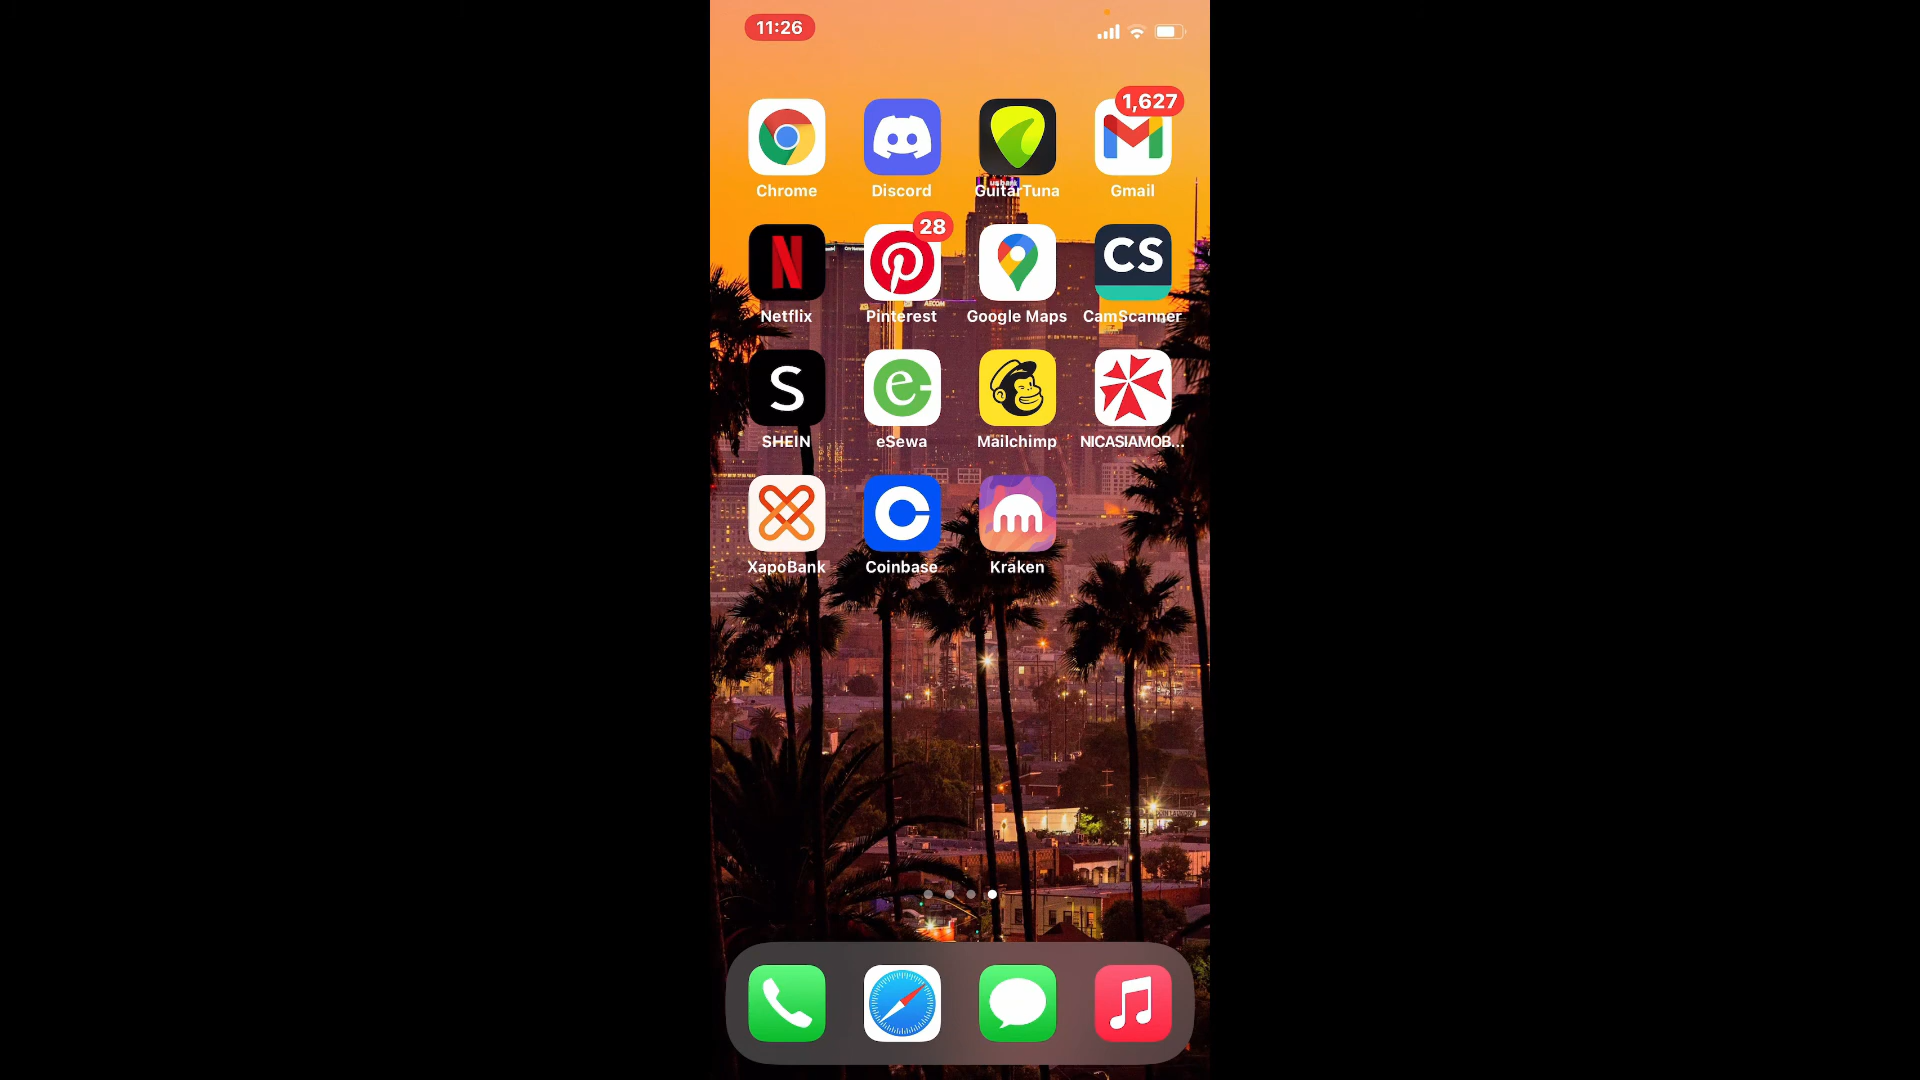 11:26
1,627
Chrome
Discord
GuitarTuna
Gmail
28
N
CS
Netflix
Pinterest
Google Maps
CamScanner
S
e
SHEIN
eSewa
Mailchimp
NICASIAMOB...
XapoBank
Coinbase
Kraken